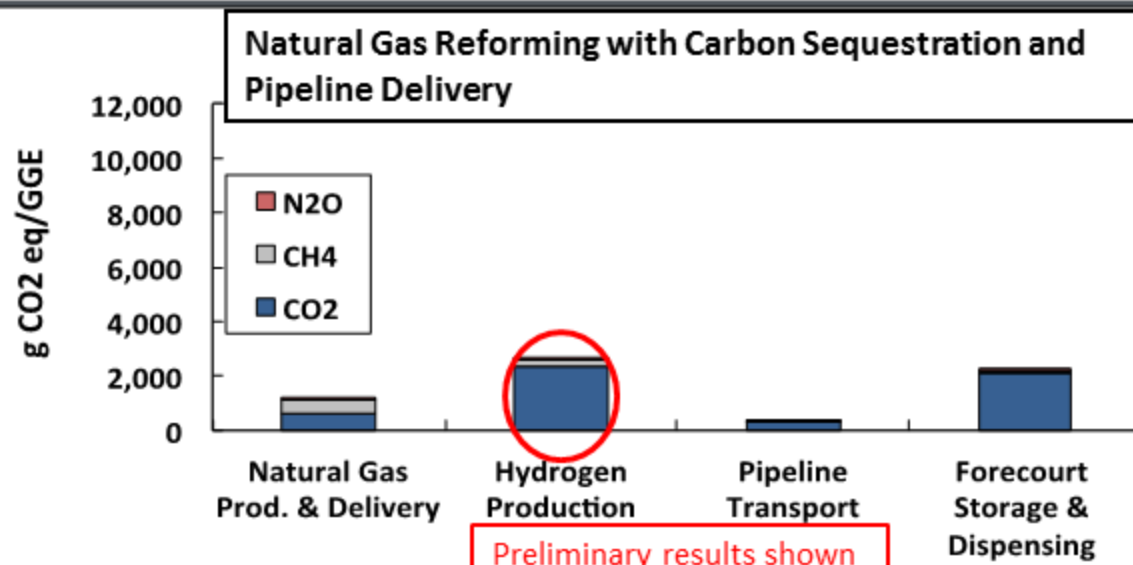 Natural Gas Reforming with Carbon Sequestration and
Pipeline Delivery
g CO2 eq/GGE
12,000
10,000
8,000
6,000
4,000
2,000
0
N2O
CH4
CO2
Natural Gas
Prod. & Delivery
Hydrogen
Production
Pipeline
Transport
Forecourt
Storage &
Dispensing
Preliminary results shown